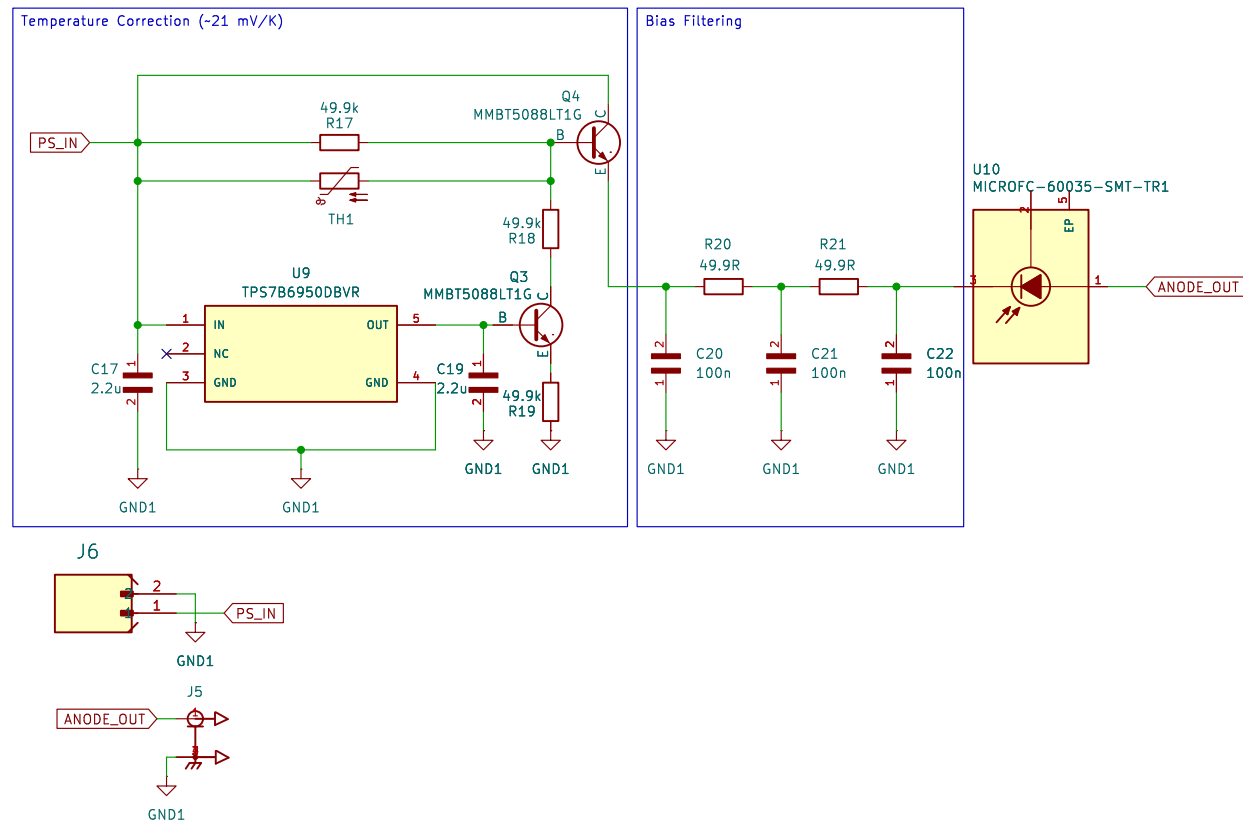 Temperature Correction (~21 mV/K)
Bias Filtering
Q4
MMBT5088LT1G
C
B
E
49.9k
R17
PS_IN
TH1
49.9k
R18
U9
TPS7B6950DBVR
1
IN
2
NC
3
GND
OUT
5
GND
4
Q3
MMBT5088LT1G
C
B
E
C17
2.2u
1
2
C19
2.2u
1
2
49.9k
R19
GND1
GND1
GND1
GND1
R20
49.9R
R21
49.9R
2
C20
100n
1
2
C21
100n
1
2
C22
100n
1
GND1
GND1
GND1
U10
MICROFC-60035-SMT-TR1
2
5
EP
3
1
ANODE_OUT
J6
2
1
PS_IN
GND1
J5
ANODE_OUT
1
GND1